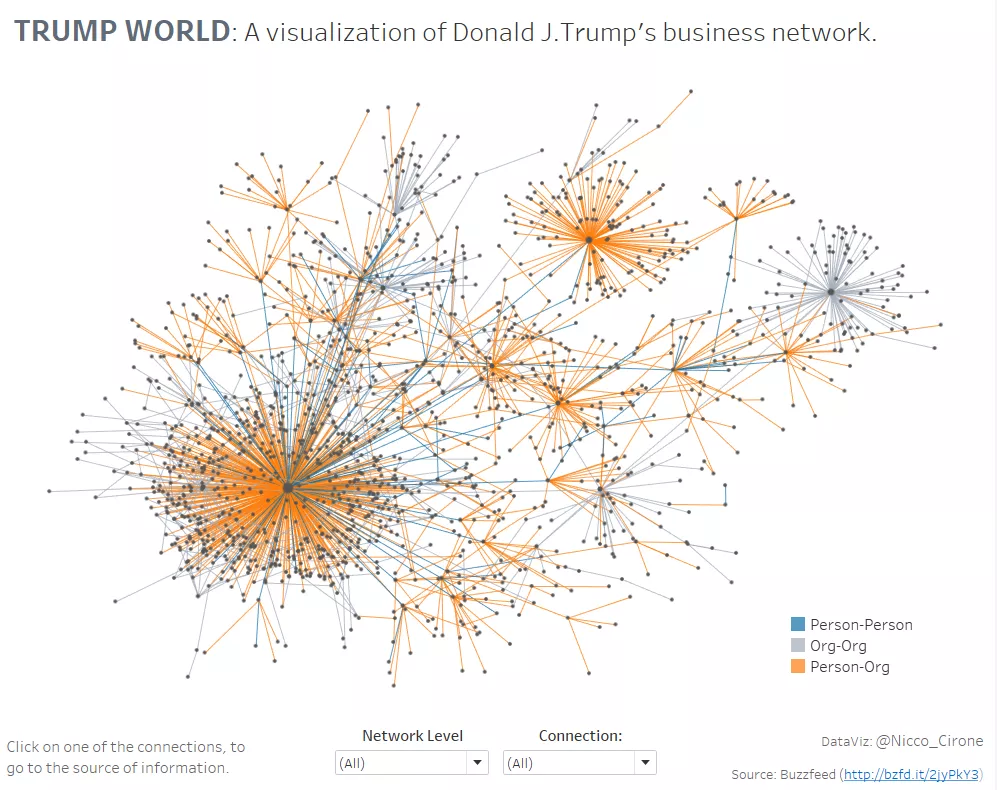 TRUMP WORLD: A visualization of Donald J.Trump's business network.
Person-Person
Org-Org
Person-Org
Click on one of the connections, to
go to the source of information.
Network Level
(All)
Connection:
(All)
DataViz: @Nicco_Cirone
Source: Buzzfeed (http://bzfd.it/2jyPkY3)